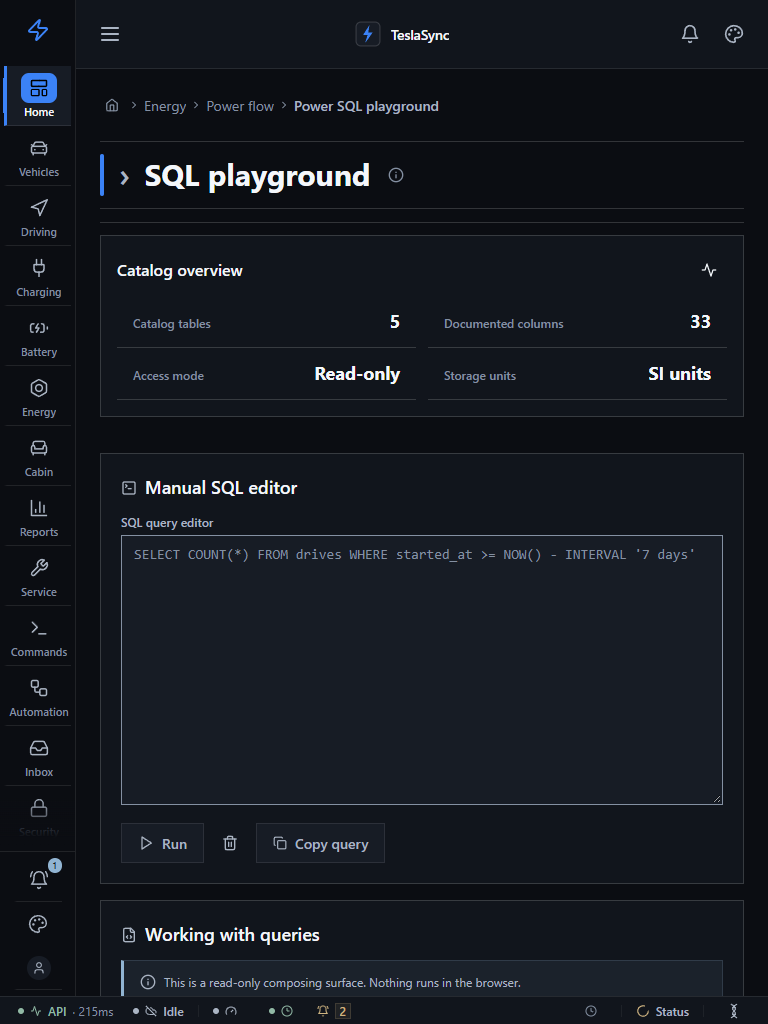 TeslaSync
Home
Vehicles
Driving
Charging
Battery
Energy
Cabin
Reports
Service
Commands
Automation
Inbox
Security
1
Energy › Power flow › Power SQL playground
SQL playground
Catalog overview
Catalog tables 5
Documented columns 33
Access mode Read-only
Storage units SI units
Manual SQL editor
SQL query editor
SELECT COUNT(*) FROM drives WHERE started_at >= NOW() - INTERVAL '7 days'
Run
Copy query
Working with queries
This is a read-only composing surface. Nothing runs in the browser.
API · 215ms
Idle
2
Status